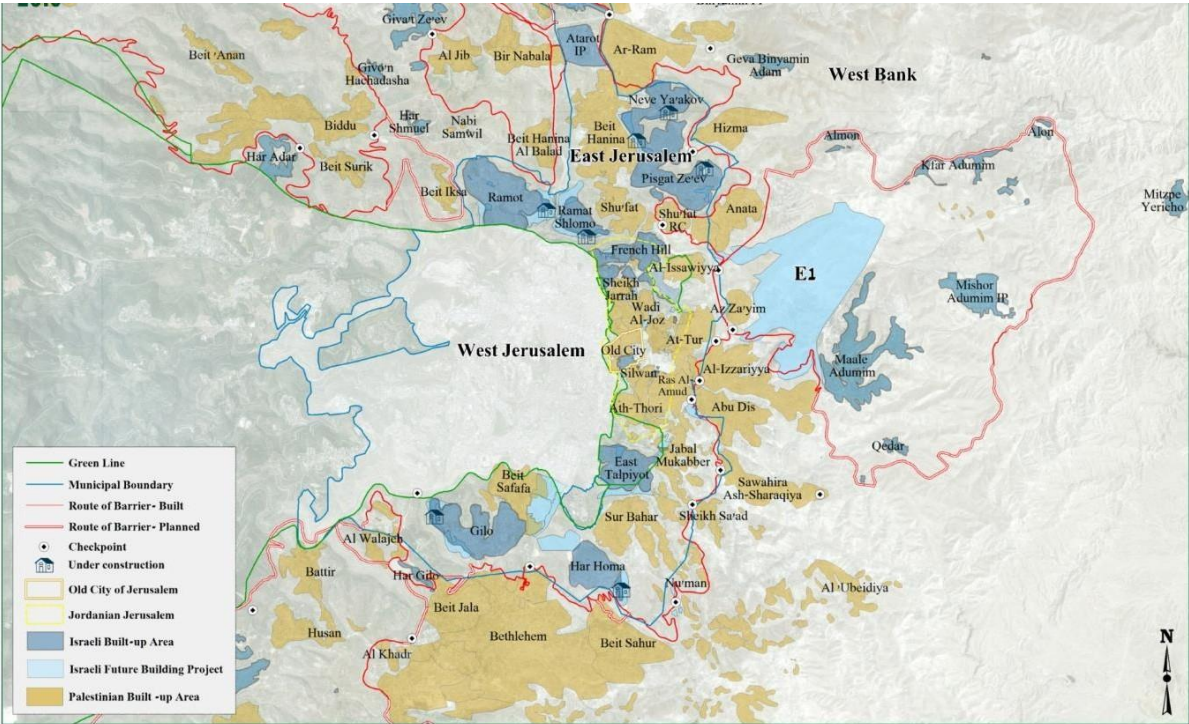 Giva't Ze'ev
Atarot
IP
Ar-Ram
Beit 'Anan
Al Jib
Bir Nabala
Giv'on
Hachadasha
Geva Binyamin
Adam
West Bank
Neve Ya'akov
Har
Shmuel
Nabi
Samwil
Biddu
Beit Hanina
Al Balad
Beit
Hanina
Hizma
Almon
Alon
East Jerusalem
Har Adar
Beit Surik
Kfar Adumim
Pisgat Ze'ev
Beit Iksa
Ramot
Mitzpe
Yericho
Ramat
Shlomo
Shu'fat
Shu'fat
RC
Anata
French Hill
Al-Issawiyya
E1
Sheikh
Jarrah
Mishor
Adumim IP
Wadi
Al-Joz
Az Za'yim
At-Tur
West Jerusalem
Old City
Maale
Adumim
Silwan
Ras Al-
Amud
Al-Izzariyya
Ath-Thori
Abu Dis
Qedar
Jabal
Mukabber
East
Talpiyot
Beit
Safafa
Sawahira
Ash-Sharaqiya
Sur Bahar
Sheikh Sa'ad
Gilo
Al Walajeh
Har Homa
Battir
Har Gilo
Nu'man
Al 'Ubeidiya
Beit Jala
Husan
Bethlehem
Beit Sahur
Al Khadr
Green Line
Municipal Boundary
Route of Barrier- Built
Route of Barrier- Planned
Checkpoint
Under construction
Old City of Jerusalem
Jordanian Jerusalem
Israeli Built-up Area
Israeli Future Building Project
Palestinian Built -up Area
N